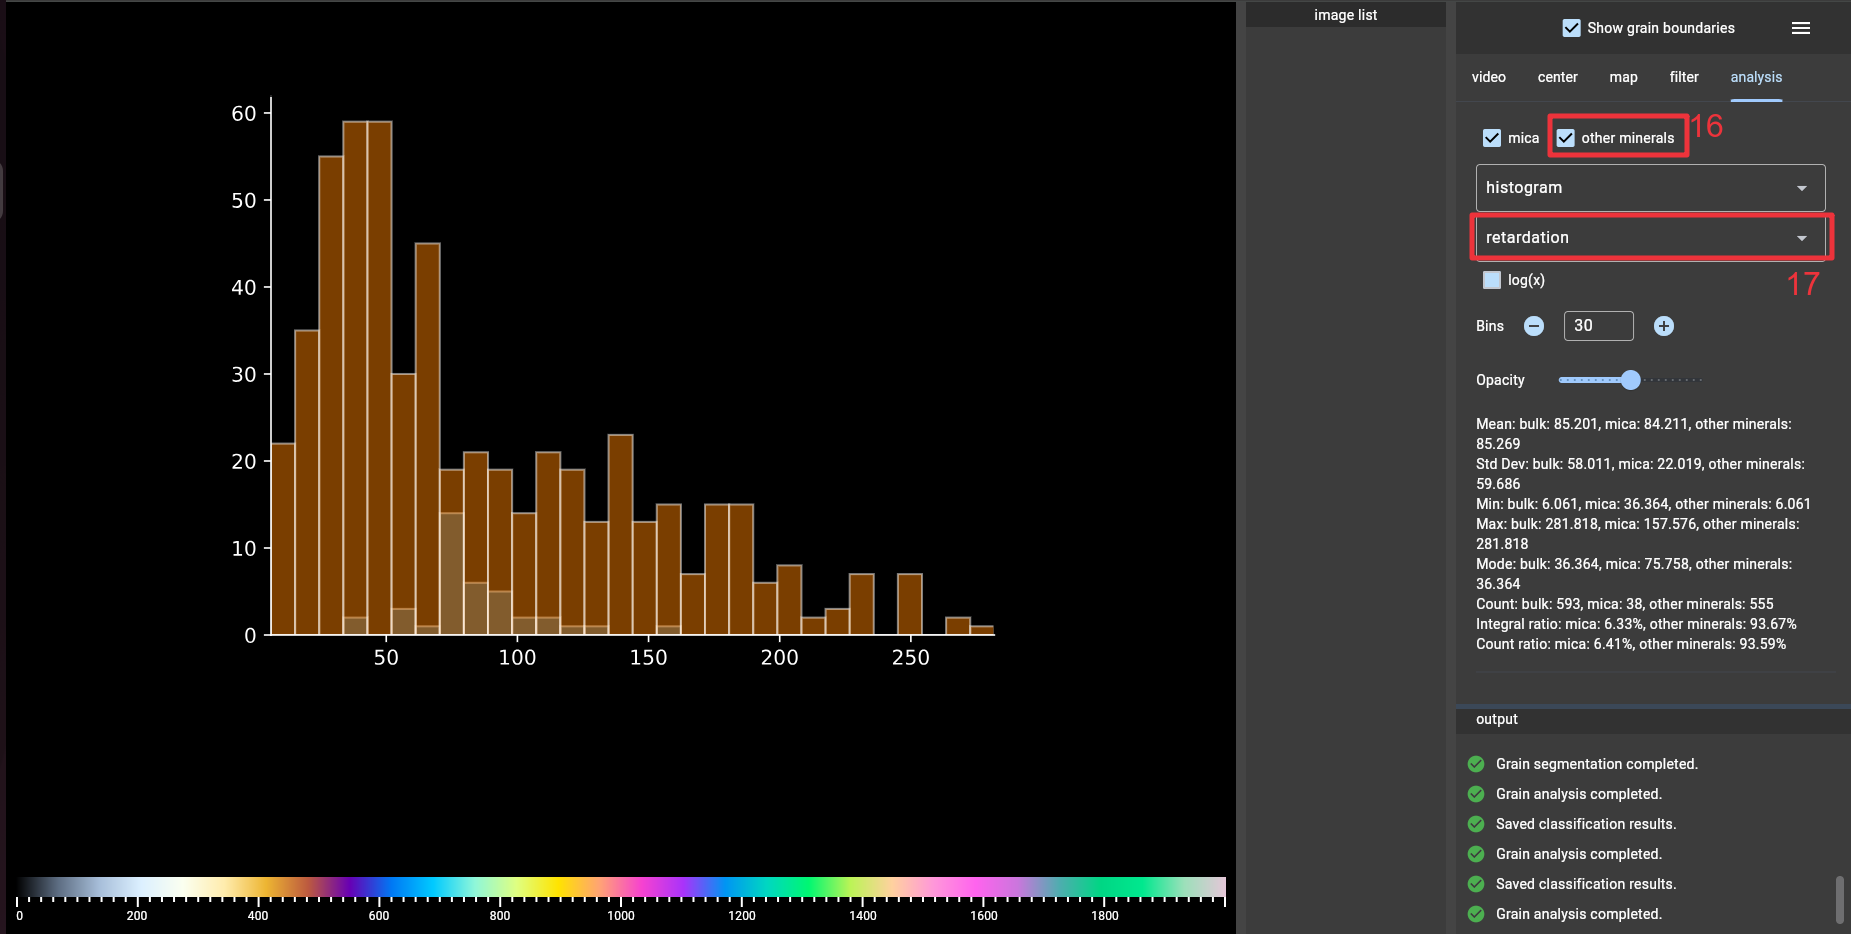 image list
Show grain boundaries
video center map filter analysis
mica other minerals 16
histogram
retardation
log(x) 17
Bins 30
Opacity
Mean: bulk: 85.201, mica: 84.211, other minerals:
85.269
Std Dev: bulk: 58.011, mica: 22.019, other minerals:
59.686
Min: bulk: 6.061, mica: 36.364, other minerals: 6.061
Max: bulk: 281.818, mica: 157.576, other minerals:
281.818
Mode: bulk: 36.364, mica: 75.758, other minerals:
36.364
Count: bulk: 593, mica: 38, other minerals: 555
Integral ratio: mica: 6.33%, other minerals: 93.67%
Count ratio: mica: 6.41%, other minerals: 93.59%
output
Grain segmentation completed.
Grain analysis completed.
Saved classification results.
Grain analysis completed.
Saved classification results.
Grain analysis completed.
60
50
40
30
20
10
0
50 100 150 200 250
0 200 400 600 800 1000 1200 1400 1600 1800